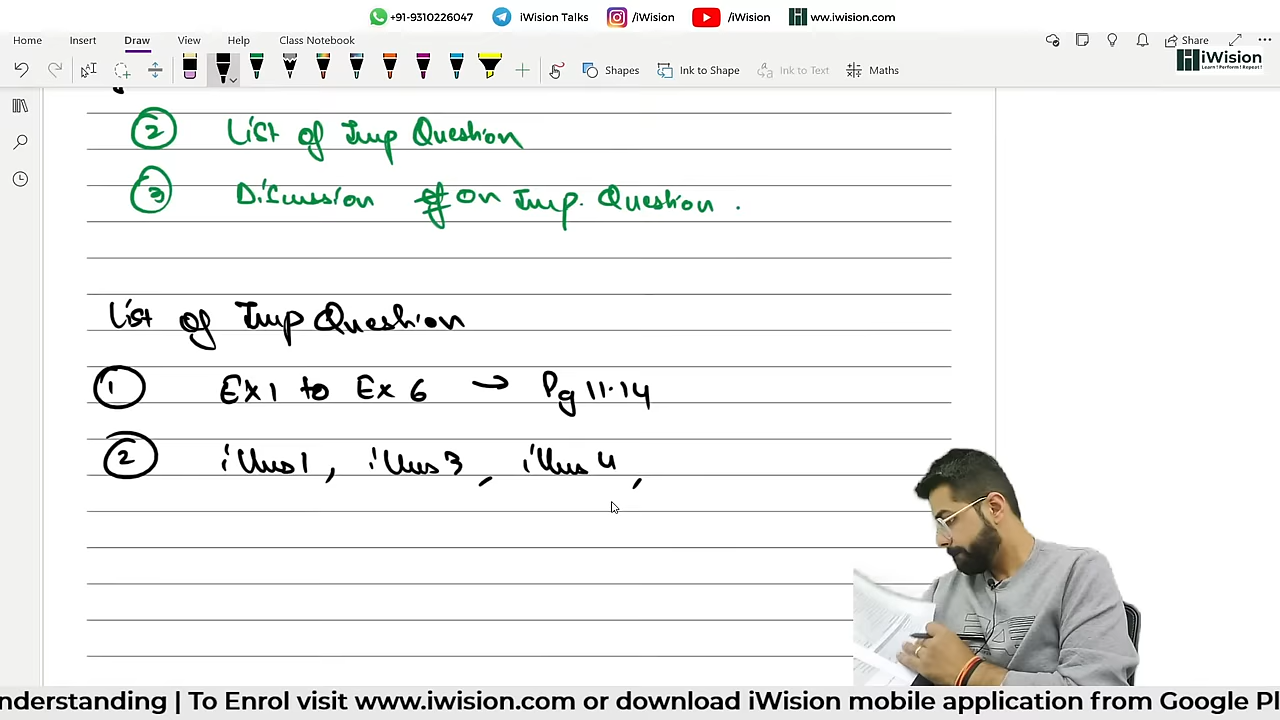 +91-9310226047 iWision Talks /iWision /iWision ww.iwision.com
Home Insert Draw View Help Class Notebook Share
Shapes Ink to Shape Ink to Text Maths
iWision
Learn ! Perform ! Repeat !
2 List of Imp Question
3 Discussion of on Imp. Question .
List of Imp Question
1 Ex 1 to Ex 6 → Pg 11.14
2 illus 1, illus 3, illus 4,
nderstanding | To Enrol visit www.iwision.com or download iWision mobile application from Google Pl